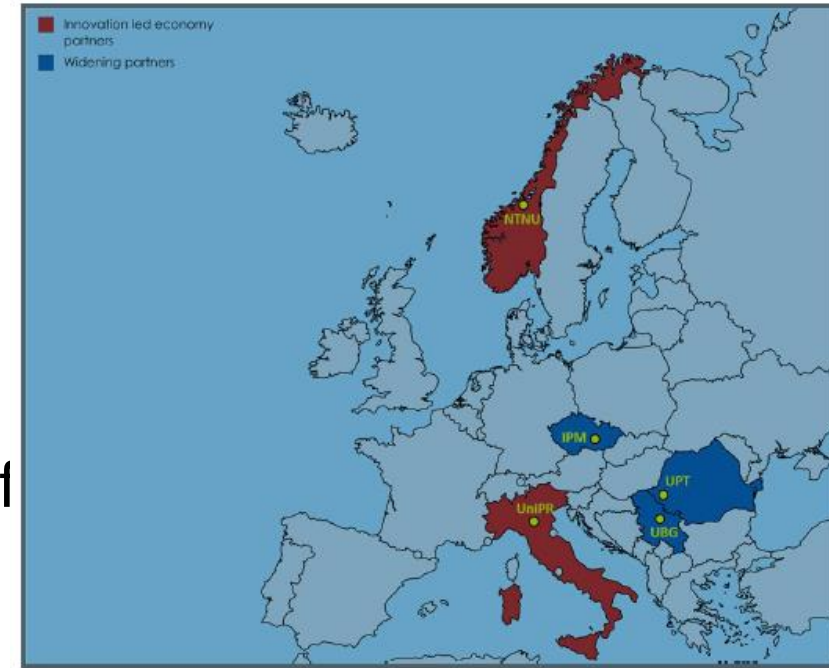 Innovation led economy
partners
Widening partners
NTNU
IPM
UPT
UniPR
UBG
f